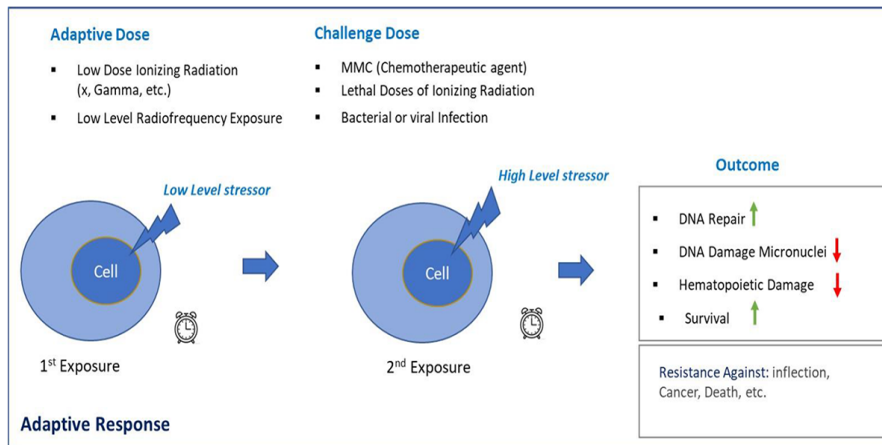 Adaptive Dose
▪ Low Dose Ionizing Radiation
(x, Gamma, etc.)
▪ Low Level Radiofrequency Exposure
Challenge Dose
▪ MMC (Chemotherapeutic agent)
▪ Lethal Doses of Ionizing Radiation
▪ Bacterial or viral Infection
Low Level stressor
Cell
1st Exposure
High Level stressor
Cell
2nd Exposure
Outcome
▪ DNA Repair ↑
▪ DNA Damage Micronuclei ↓
▪ Hematopoietic Damage ↓
▪ Survival ↑
Resistance Against: inflection,
Cancer, Death, etc.
Adaptive Response